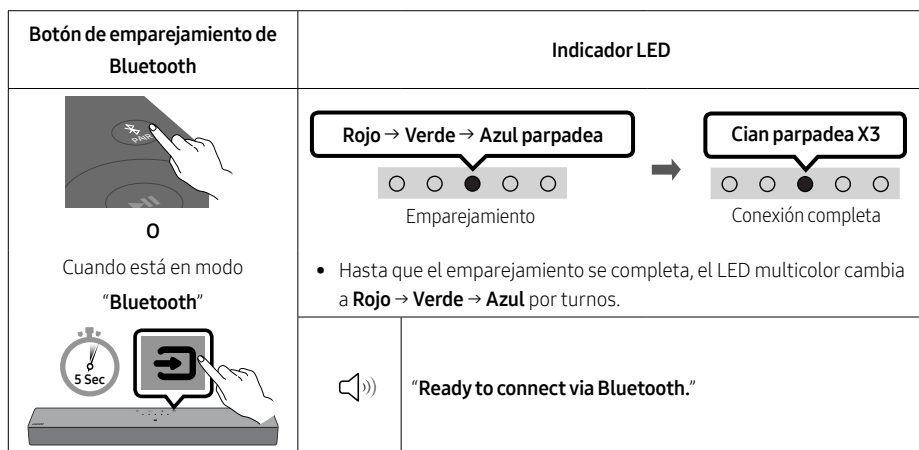 Botón de emparejamiento de
Bluetooth
Indicador LED
PAIR
O
Cuando está en modo
“Bluetooth”
5 Sec
Rojo → Verde → Azul parpadea
Emparejamiento
Cian parpadea X3
Conexión completa
• Hasta que el emparejamiento se completa, el LED multicolor cambia
a Rojo → Verde → Azul por turnos.
“Ready to connect via Bluetooth.”